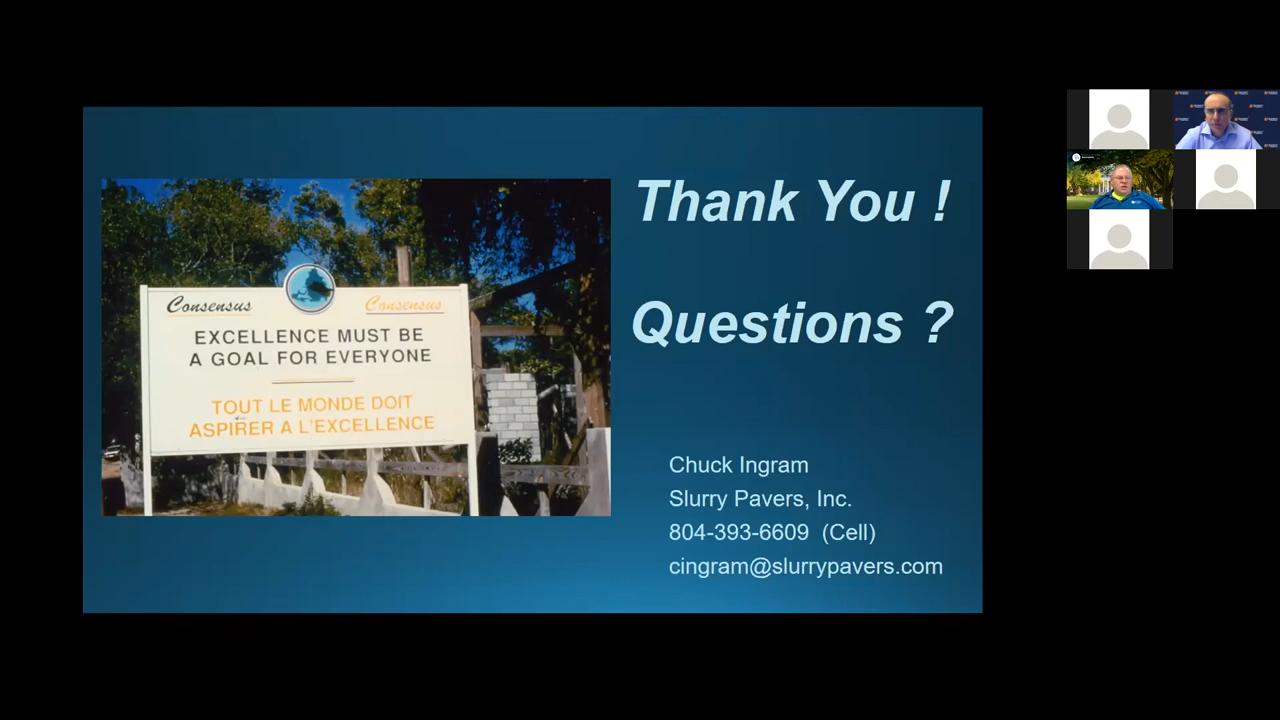 Thank You !
Questions ?
Consensus Consensus
EXCELLENCE MUST BE
A GOAL FOR EVERYONE
TOUT LE MONDE DOIT
ASPIRER A L'EXCELLENCE
Chuck Ingram
Slurry Pavers, Inc.
804-393-6609 (Cell)
cingram@slurrypavers.com